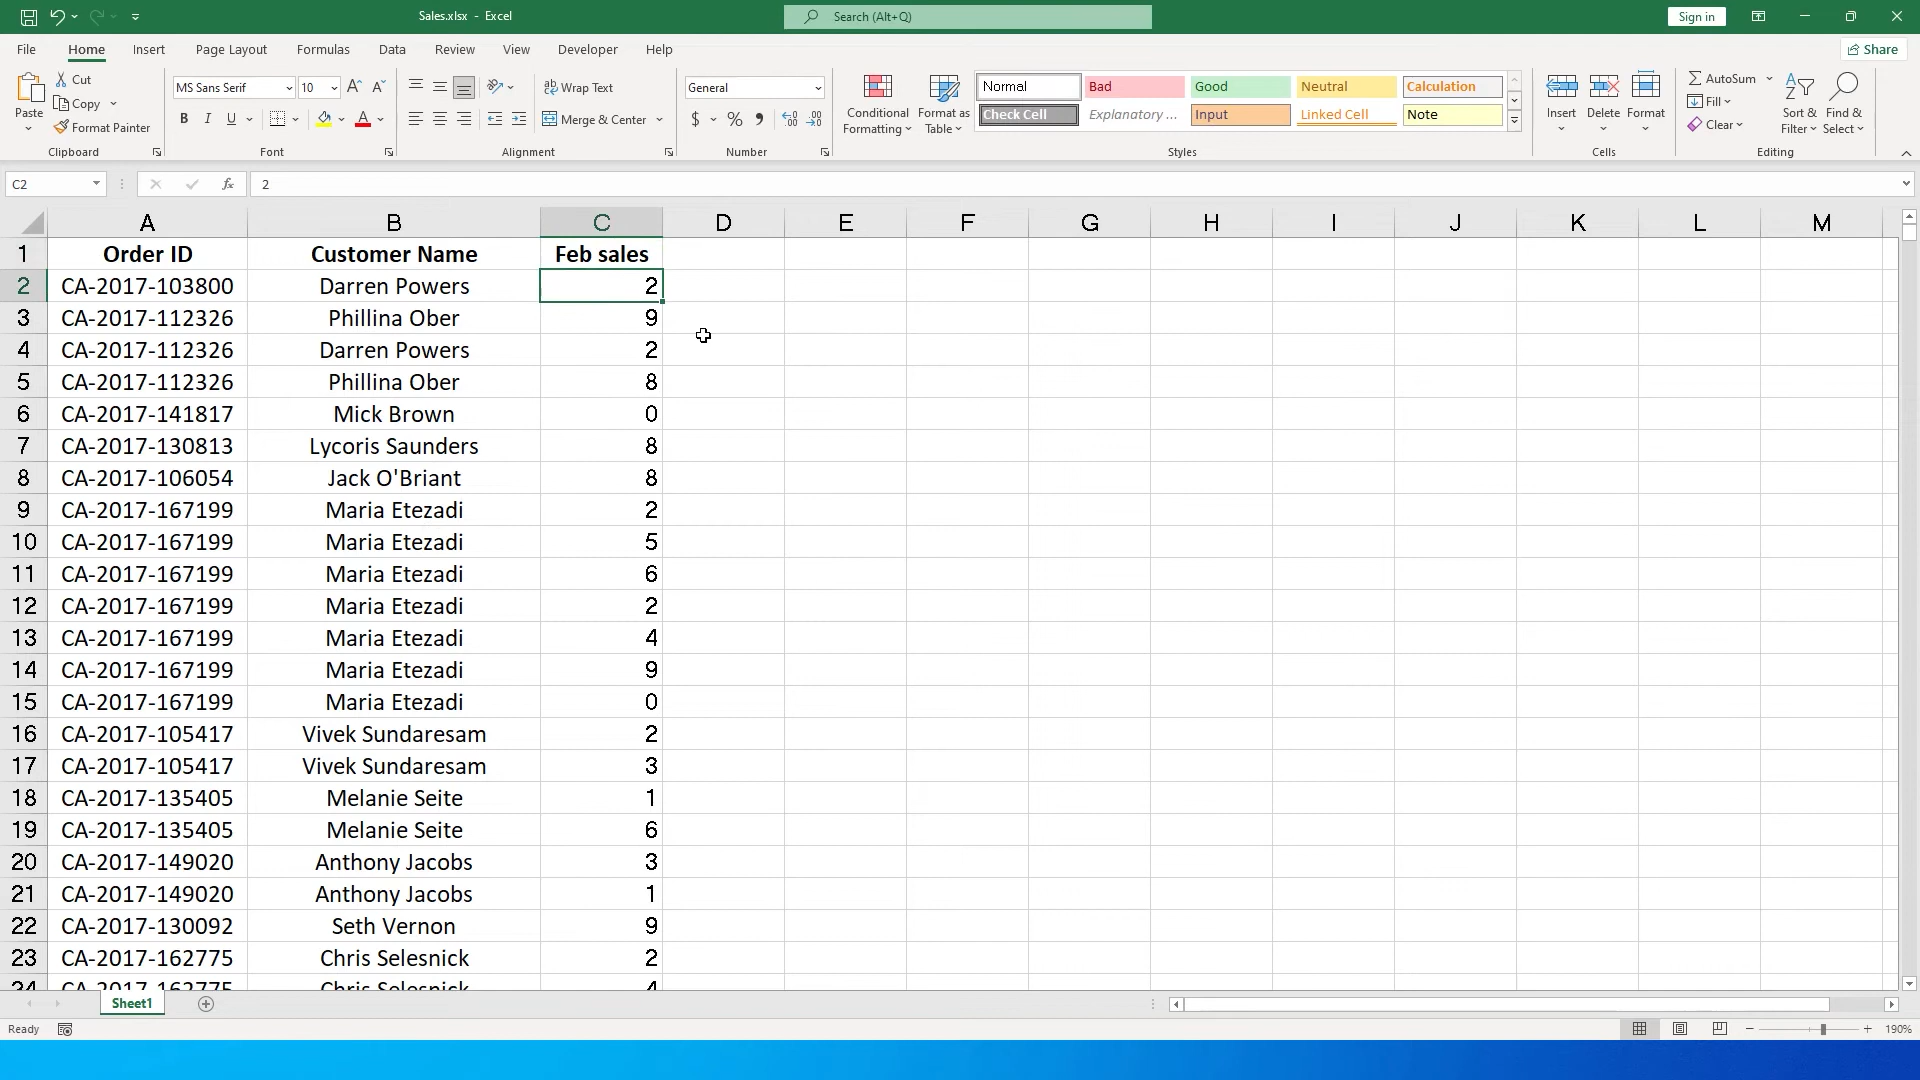 Sales.xlsx - Excel
Search (Alt+Q)
Sign in
File Home Insert Page Layout Formulas Data Review View Developer Help
Share
Paste
Cut
Copy
Format Painter
Clipboard
MS Sans Serif 10
B I U
Font
Wrap Text
Merge & Center
Alignment
General
$ % 9
Number
Conditional Formatting
Format as Table
Normal Bad Good Neutral Calculation
Check Cell Explanatory ... Input Linked Cell Note
Styles
Insert Delete Format
Cells
AutoSum
Fill
Clear
Sort & Filter
Find & Select
Editing
C2 fx 2
A B C D E F G H I J K L M
1 Order ID Customer Name Feb sales
2 CA-2017-103800 Darren Powers 2
3 CA-2017-112326 Phillina Ober 9
4 CA-2017-112326 Darren Powers 2
5 CA-2017-112326 Phillina Ober 8
6 CA-2017-141817 Mick Brown 0
7 CA-2017-130813 Lycoris Saunders 8
8 CA-2017-106054 Jack O'Briant 8
9 CA-2017-167199 Maria Etezadi 2
10 CA-2017-167199 Maria Etezadi 5
11 CA-2017-167199 Maria Etezadi 6
12 CA-2017-167199 Maria Etezadi 2
13 CA-2017-167199 Maria Etezadi 4
14 CA-2017-167199 Maria Etezadi 9
15 CA-2017-167199 Maria Etezadi 0
16 CA-2017-105417 Vivek Sundaresam 2
17 CA-2017-105417 Vivek Sundaresam 3
18 CA-2017-135405 Melanie Seite 1
19 CA-2017-135405 Melanie Seite 6
20 CA-2017-149020 Anthony Jacobs 3
21 CA-2017-149020 Anthony Jacobs 1
22 CA-2017-130092 Seth Vernon 9
23 CA-2017-162775 Chris Selesnick 2
24 CA-2017-162775 Chris Selesnick 4
Sheet1
Ready
190%